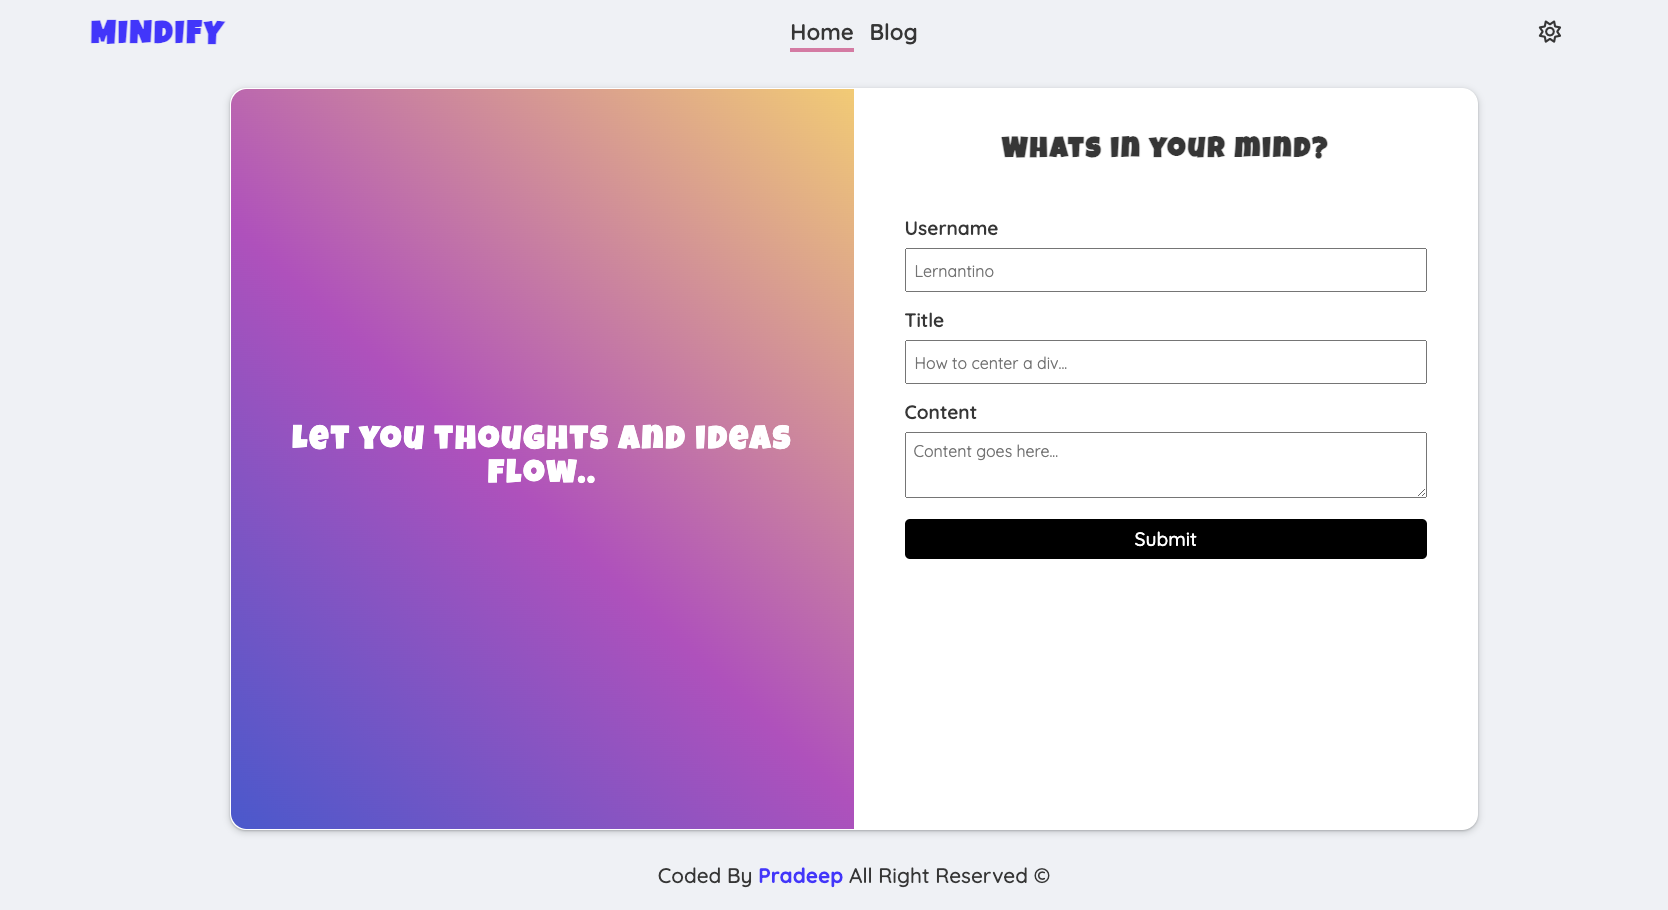 MINDIFY
Home Blog
Let you thoughts and ideas
flow..
Whats in your mind?
Username
Lernantino
Title
How to center a div...
Content
Content goes here...
Submit
Coded By Pradeep All Right Reserved ©